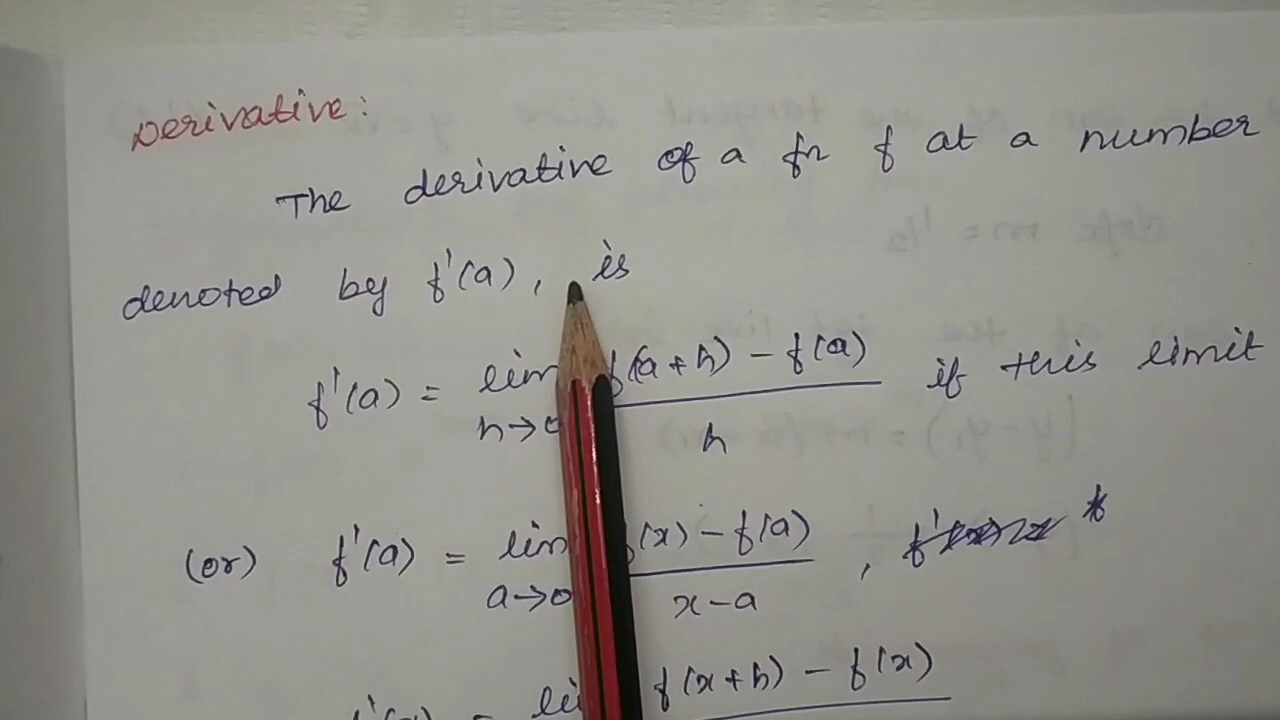 Derivative:
The derivative of a fn f at a number
denoted by f'(a), is
f'(a) = lim f(a+h) - f(a) if this limit
h→0 h
(or) f'(a) = lim f(x) - f(a) ,
a→0 x-a
f(x+h) - f(x)